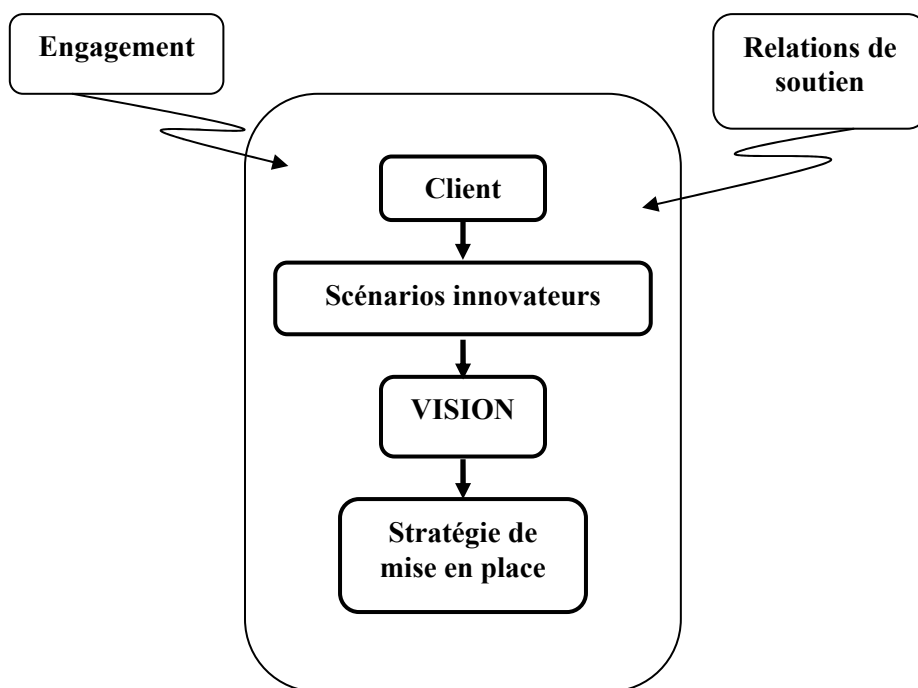 Engagement
Relations de
soutien
Client
Scénarios innovateurs
VISION
Stratégie de
mise en place